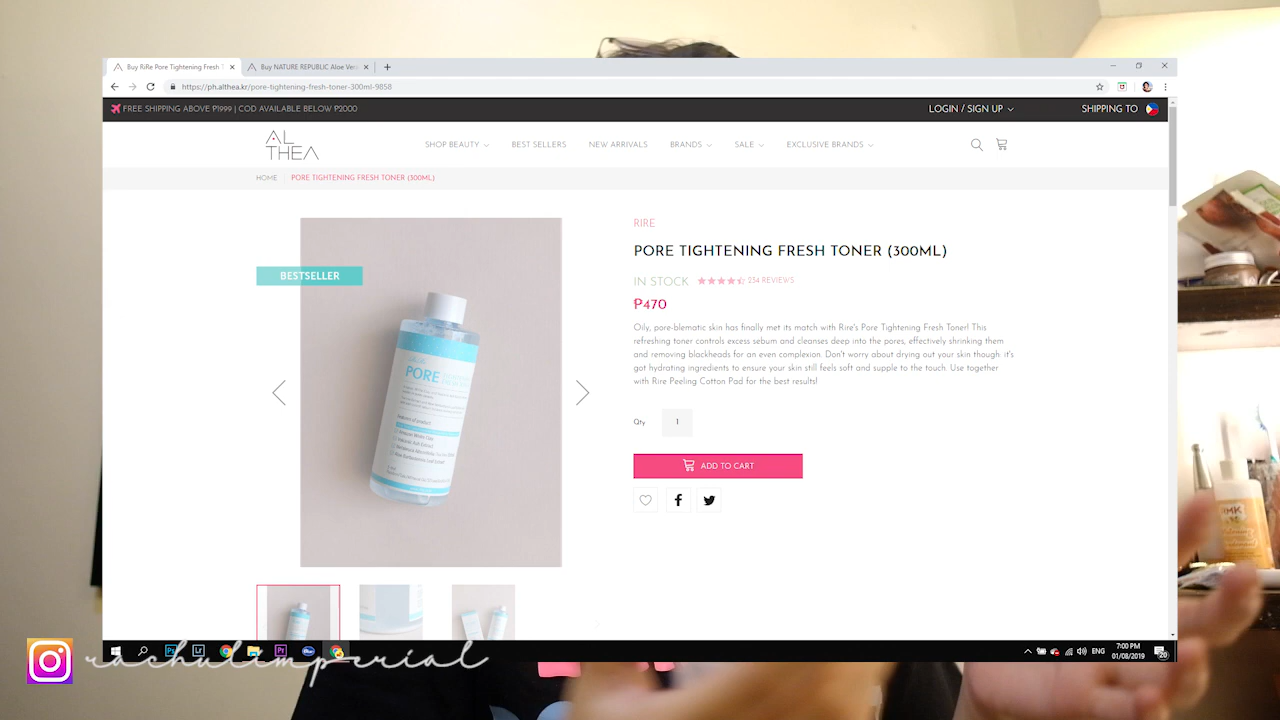 Buy RiRe Pore Tightening Fresh T
Buy NATURE REPUBLIC Aloe Vera
https://ph.althea.kr/pore-tightening-fresh-toner-300ml-9858
FREE SHIPPING ABOVE ₱1999 | COD AVAILABLE BELOW ₱2000
LOGIN / SIGN UP
SHIPPING TO
AL
THEA
SHOP BEAUTY
BEST SELLERS
NEW ARRIVALS
BRANDS
SALE
EXCLUSIVE BRANDS
HOME
PORE TIGHTENING FRESH TONER (300ML)
BESTSELLER
PORE
RIRE
PORE TIGHTENING FRESH TONER (300ML)
IN STOCK
234 REVIEWS
₱470
Oily, pore-blematic skin has finally met its match with Rire's Pore Tightening Fresh Toner! This
refreshing toner controls excess sebum and cleanses deep into the pores, effectively shrinking them
and removing blackheads for an even complexion. Don't worry about drying out your skin though: it's
got hydrating ingredients to ensure your skin still feels soft and supple to the touch. Use together
with Rire Peeling Cotton Pad for the best results!
Qty
1
ADD TO CART
Ps
Lr
Pr
ENG
7:00 PM
01/08/2019
20
rachulimperial